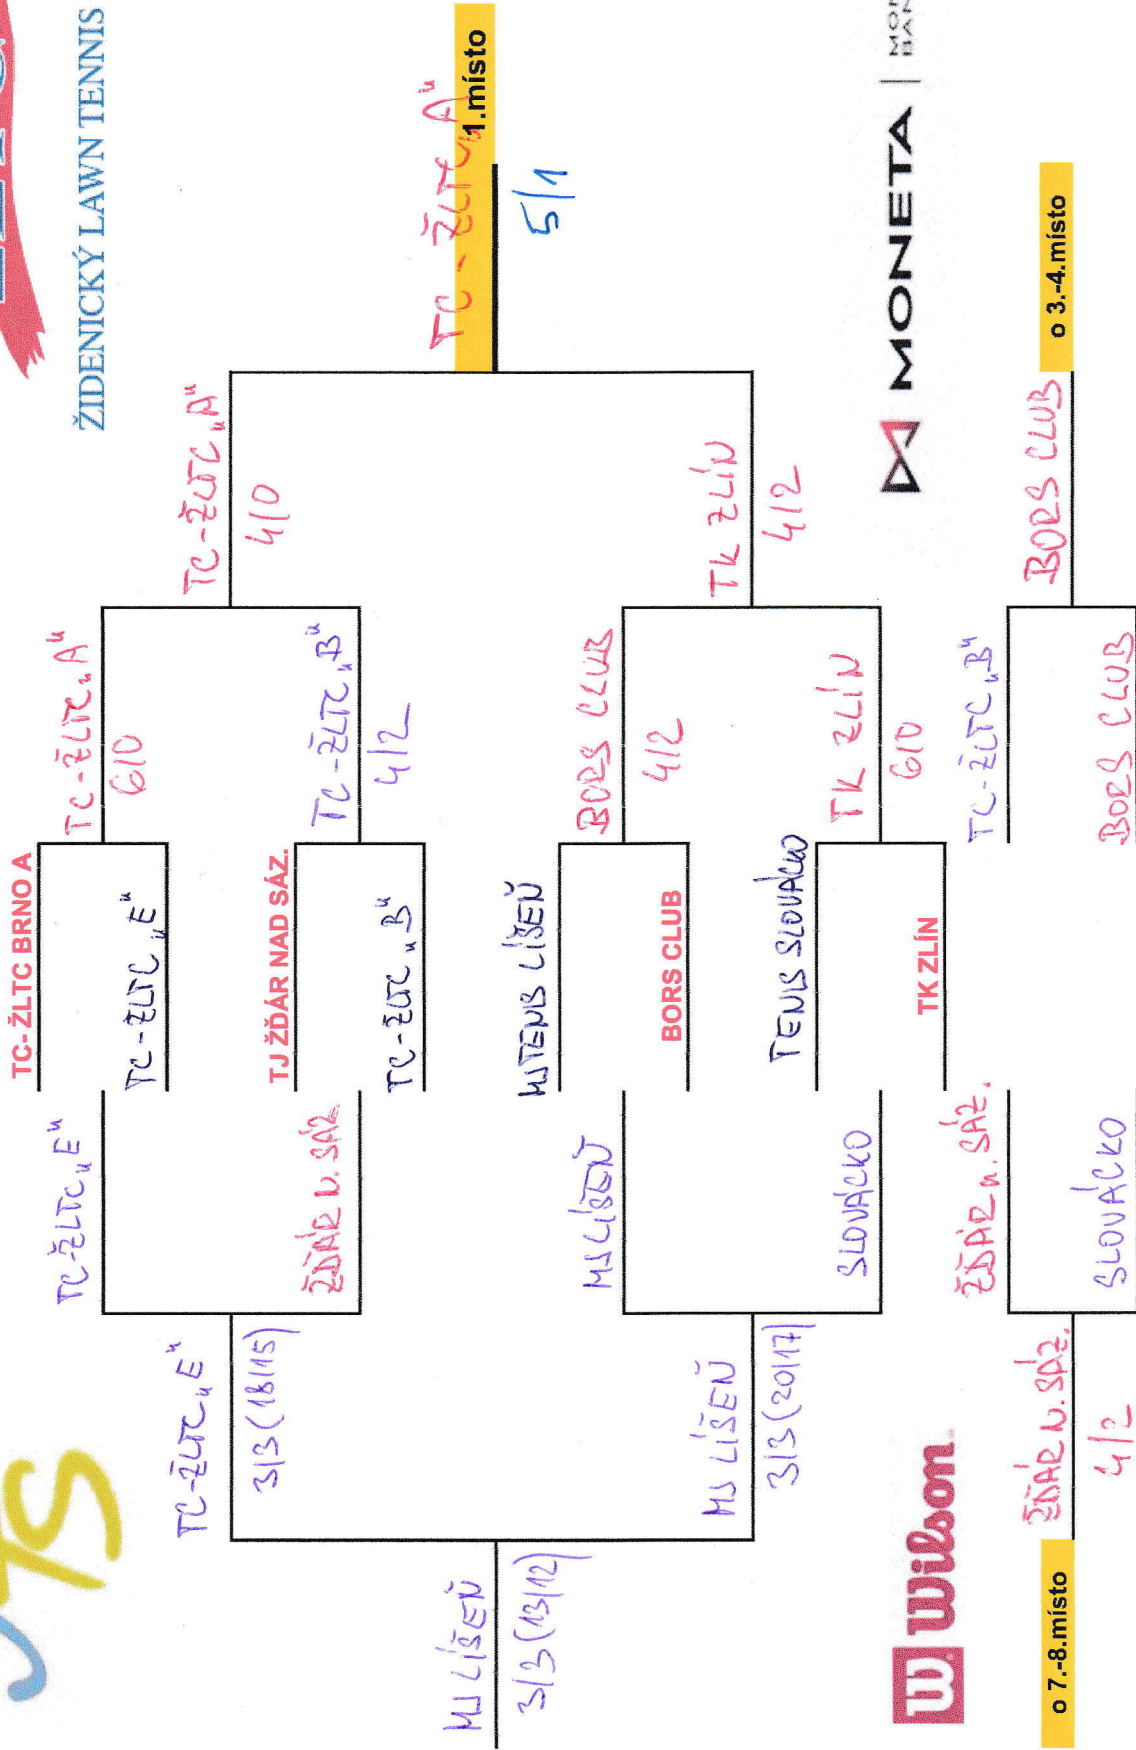 ŽIDENICKÝ LAWN TENNIS
TC-ŽLTC BRNO A
TC-ŽLTC „E"
TJ ŽĎÁR NAD SÁZ.
TC-ŽLTC „B"
MJ TENIS LÍŠEŇ
BORS CLUB
TENIS SLOVÁCKO
TK ZLÍN
TC-ŽLTC „A"
6/0
TC-ŽLTC „B"
4/2
BORS CLUB
4/2
TK ZLÍN
6/0
TC-ŽLTC „A"
4/0
TK ZLÍN
4/2
TC-ŽLTC „A"
1.místo
5/1
TC-ŽLTC „E"
ŽĎÁR N. SÁZ.
MJ LÍŠEŇ
SLOVÁCKO
TC-ŽLTC „E"
3/3 (18/15)
MJ LÍŠEŇ
3/3 (20/17)
MJ LÍŠEŇ
3/3 (13/12)
W Wilson
MONETA
o 7.-8.místo
ŽĎÁR N. SÁZ.
4/2
ŽĎÁR n. SÁZ.
SLOVÁCKO
TC-ŽLTC „B"
BORS CLUB
BORS CLUB
o 3.-4.místo